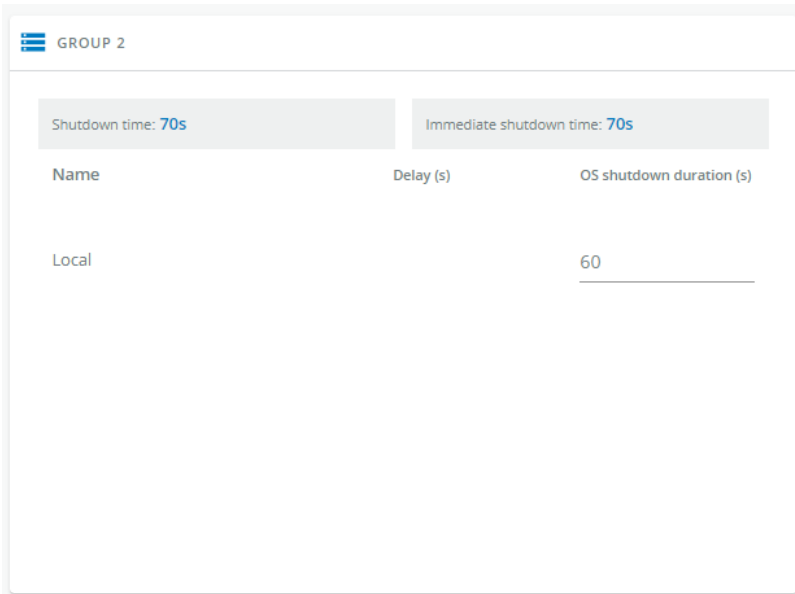 GROUP 2
Shutdown time: 70s Immediate shutdown time: 70s
Name Delay (s) OS shutdown duration (s)
Local 60